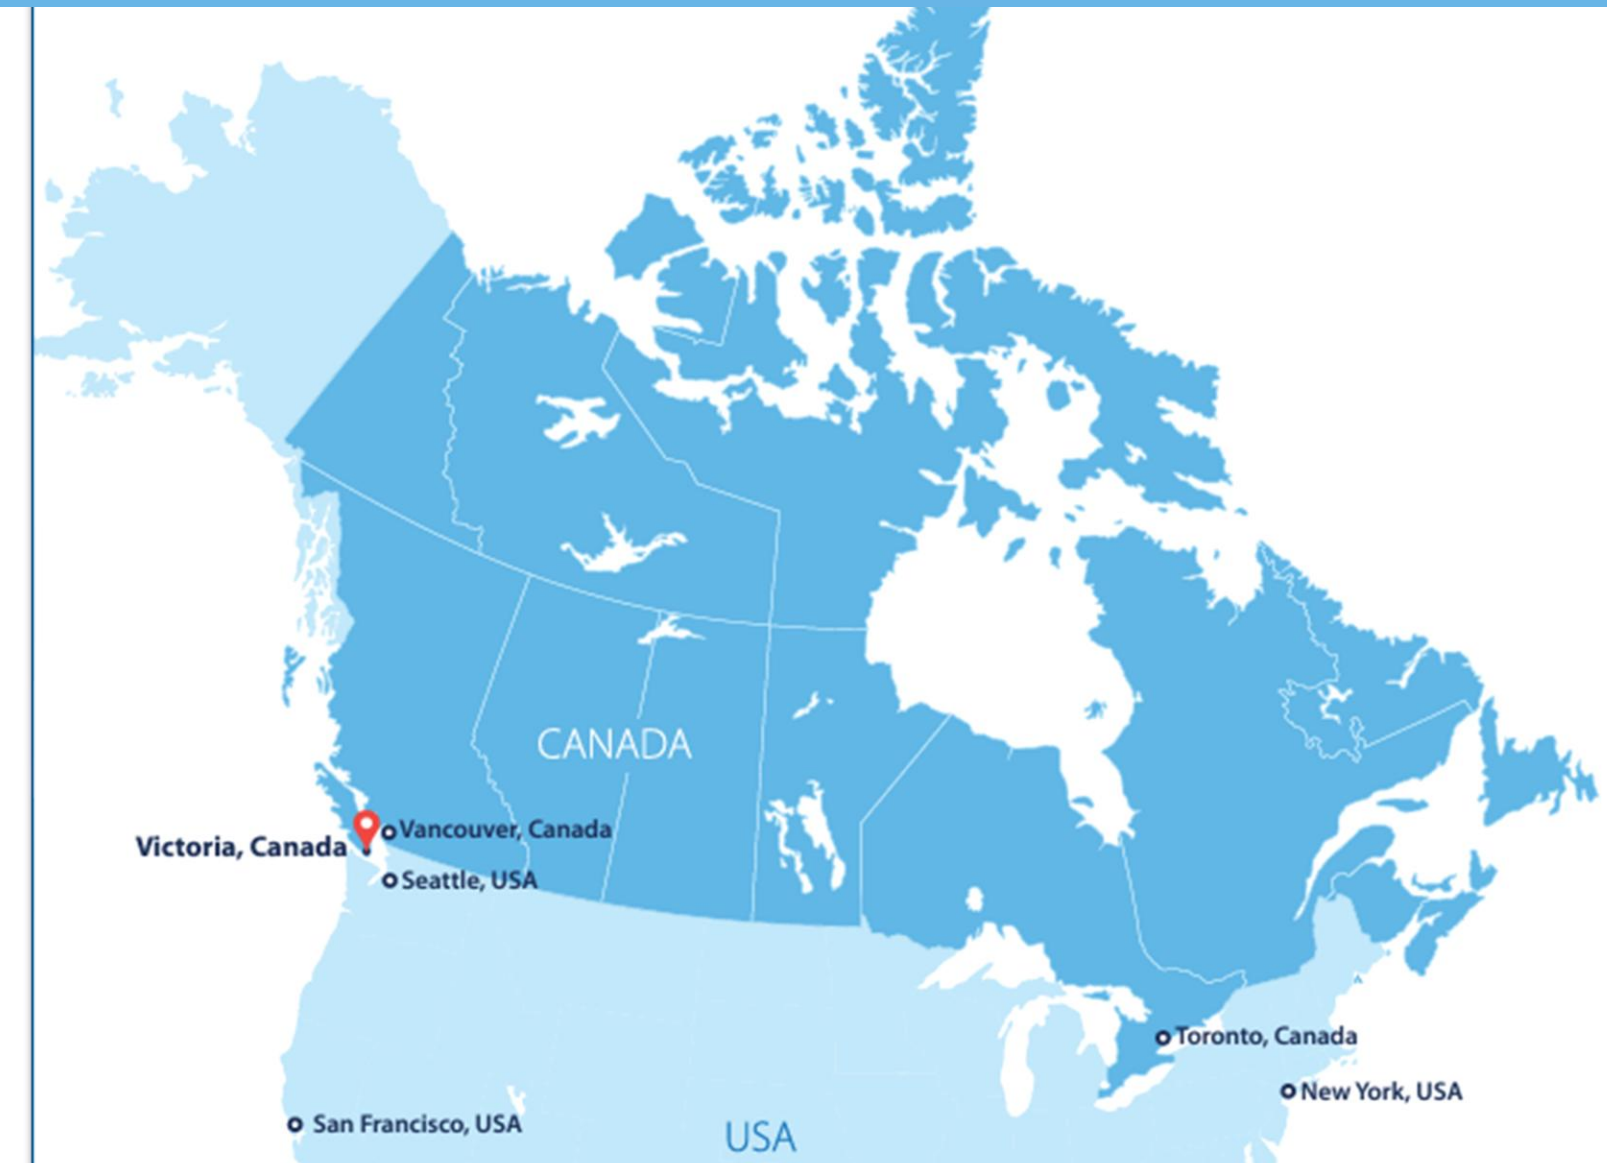 CANADA
Vancouver, Canada
Victoria, Canada
Seattle, USA
Toronto, Canada
New York, USA
San Francisco, USA
USA